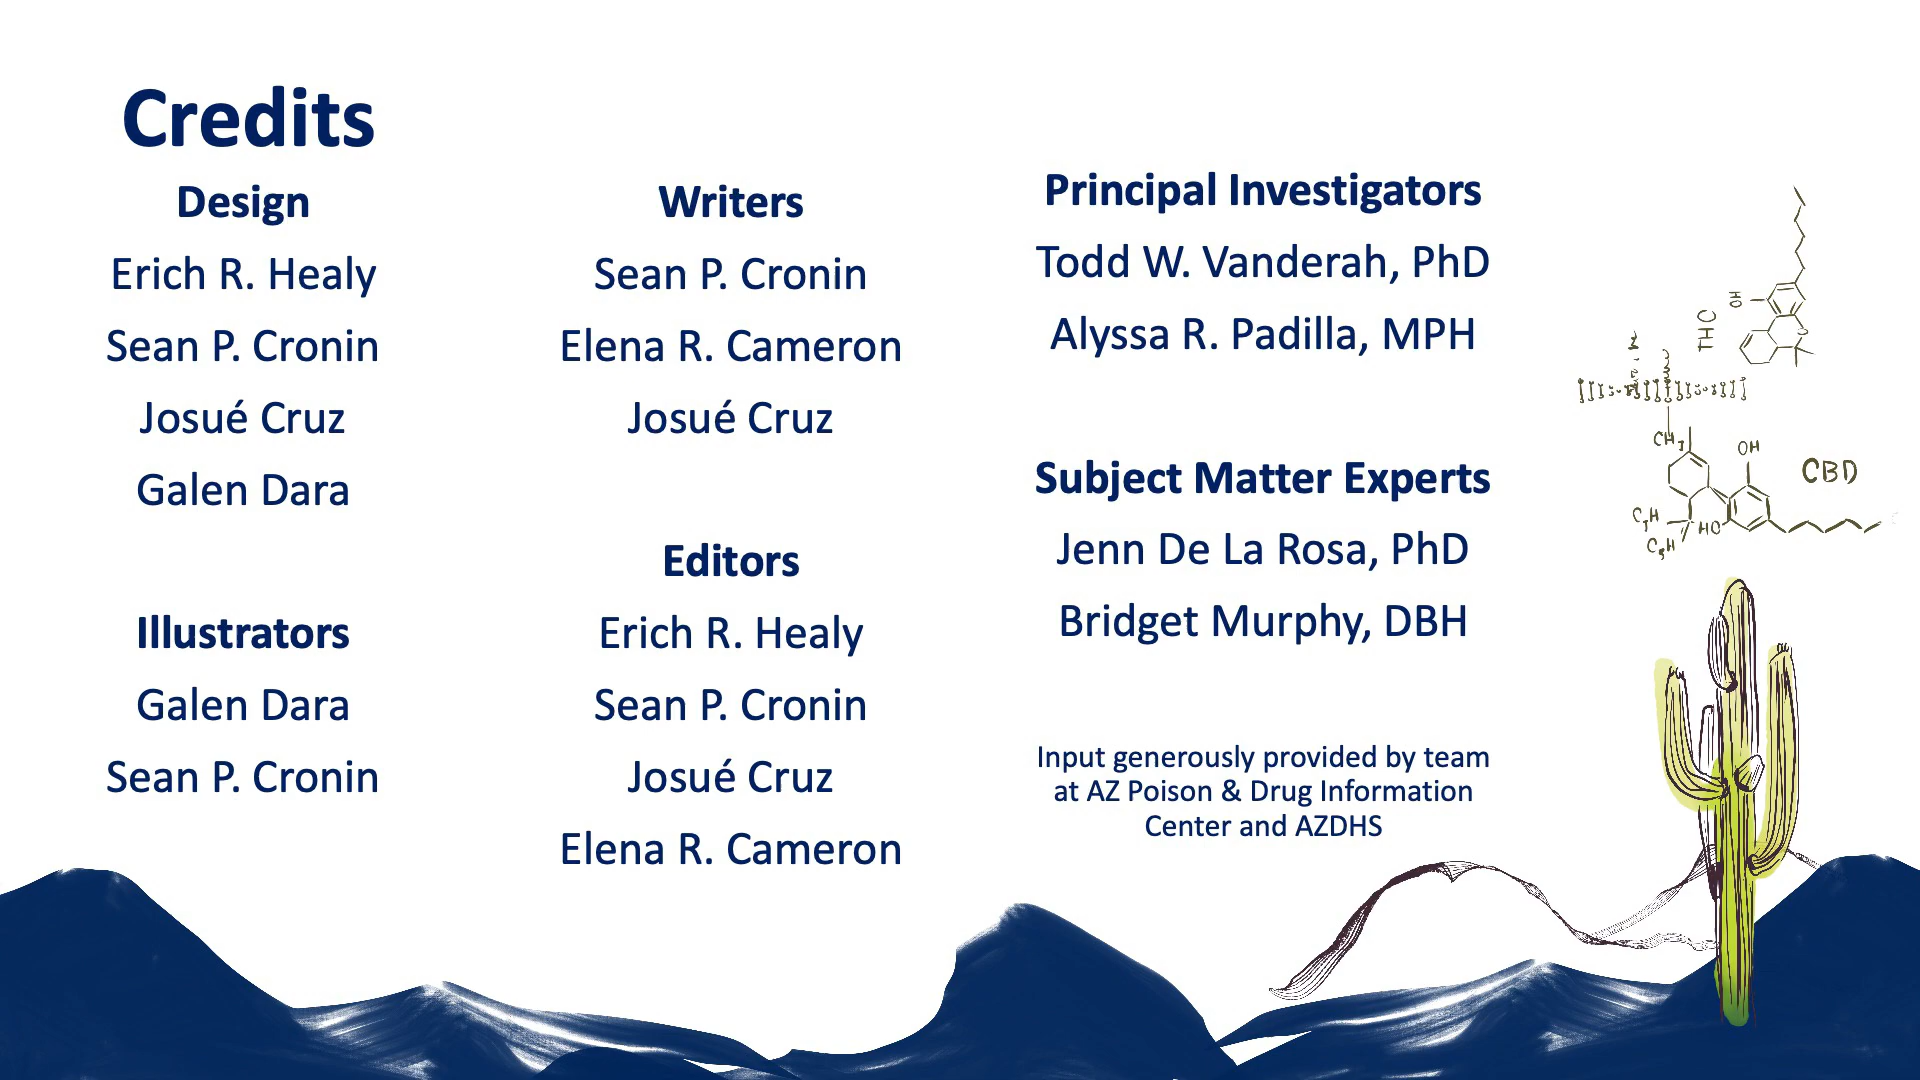 Credits
Design
Erich R. Healy
Sean P. Cronin
Josué Cruz
Galen Dara
Illustrators
Galen Dara
Sean P. Cronin
Writers
Sean P. Cronin
Elena R. Cameron
Josué Cruz
Editors
Erich R. Healy
Sean P. Cronin
Josué Cruz
Elena R. Cameron
Principal Investigators
Todd W. Vanderah, PhD
Alyssa R. Padilla, MPH
Subject Matter Experts
Jenn De La Rosa, PhD
Bridget Murphy, DBH
Input generously provided by team
at AZ Poison & Drug Information
Center and AZDHS
OH
THC
CH3
OH
CBD
HO